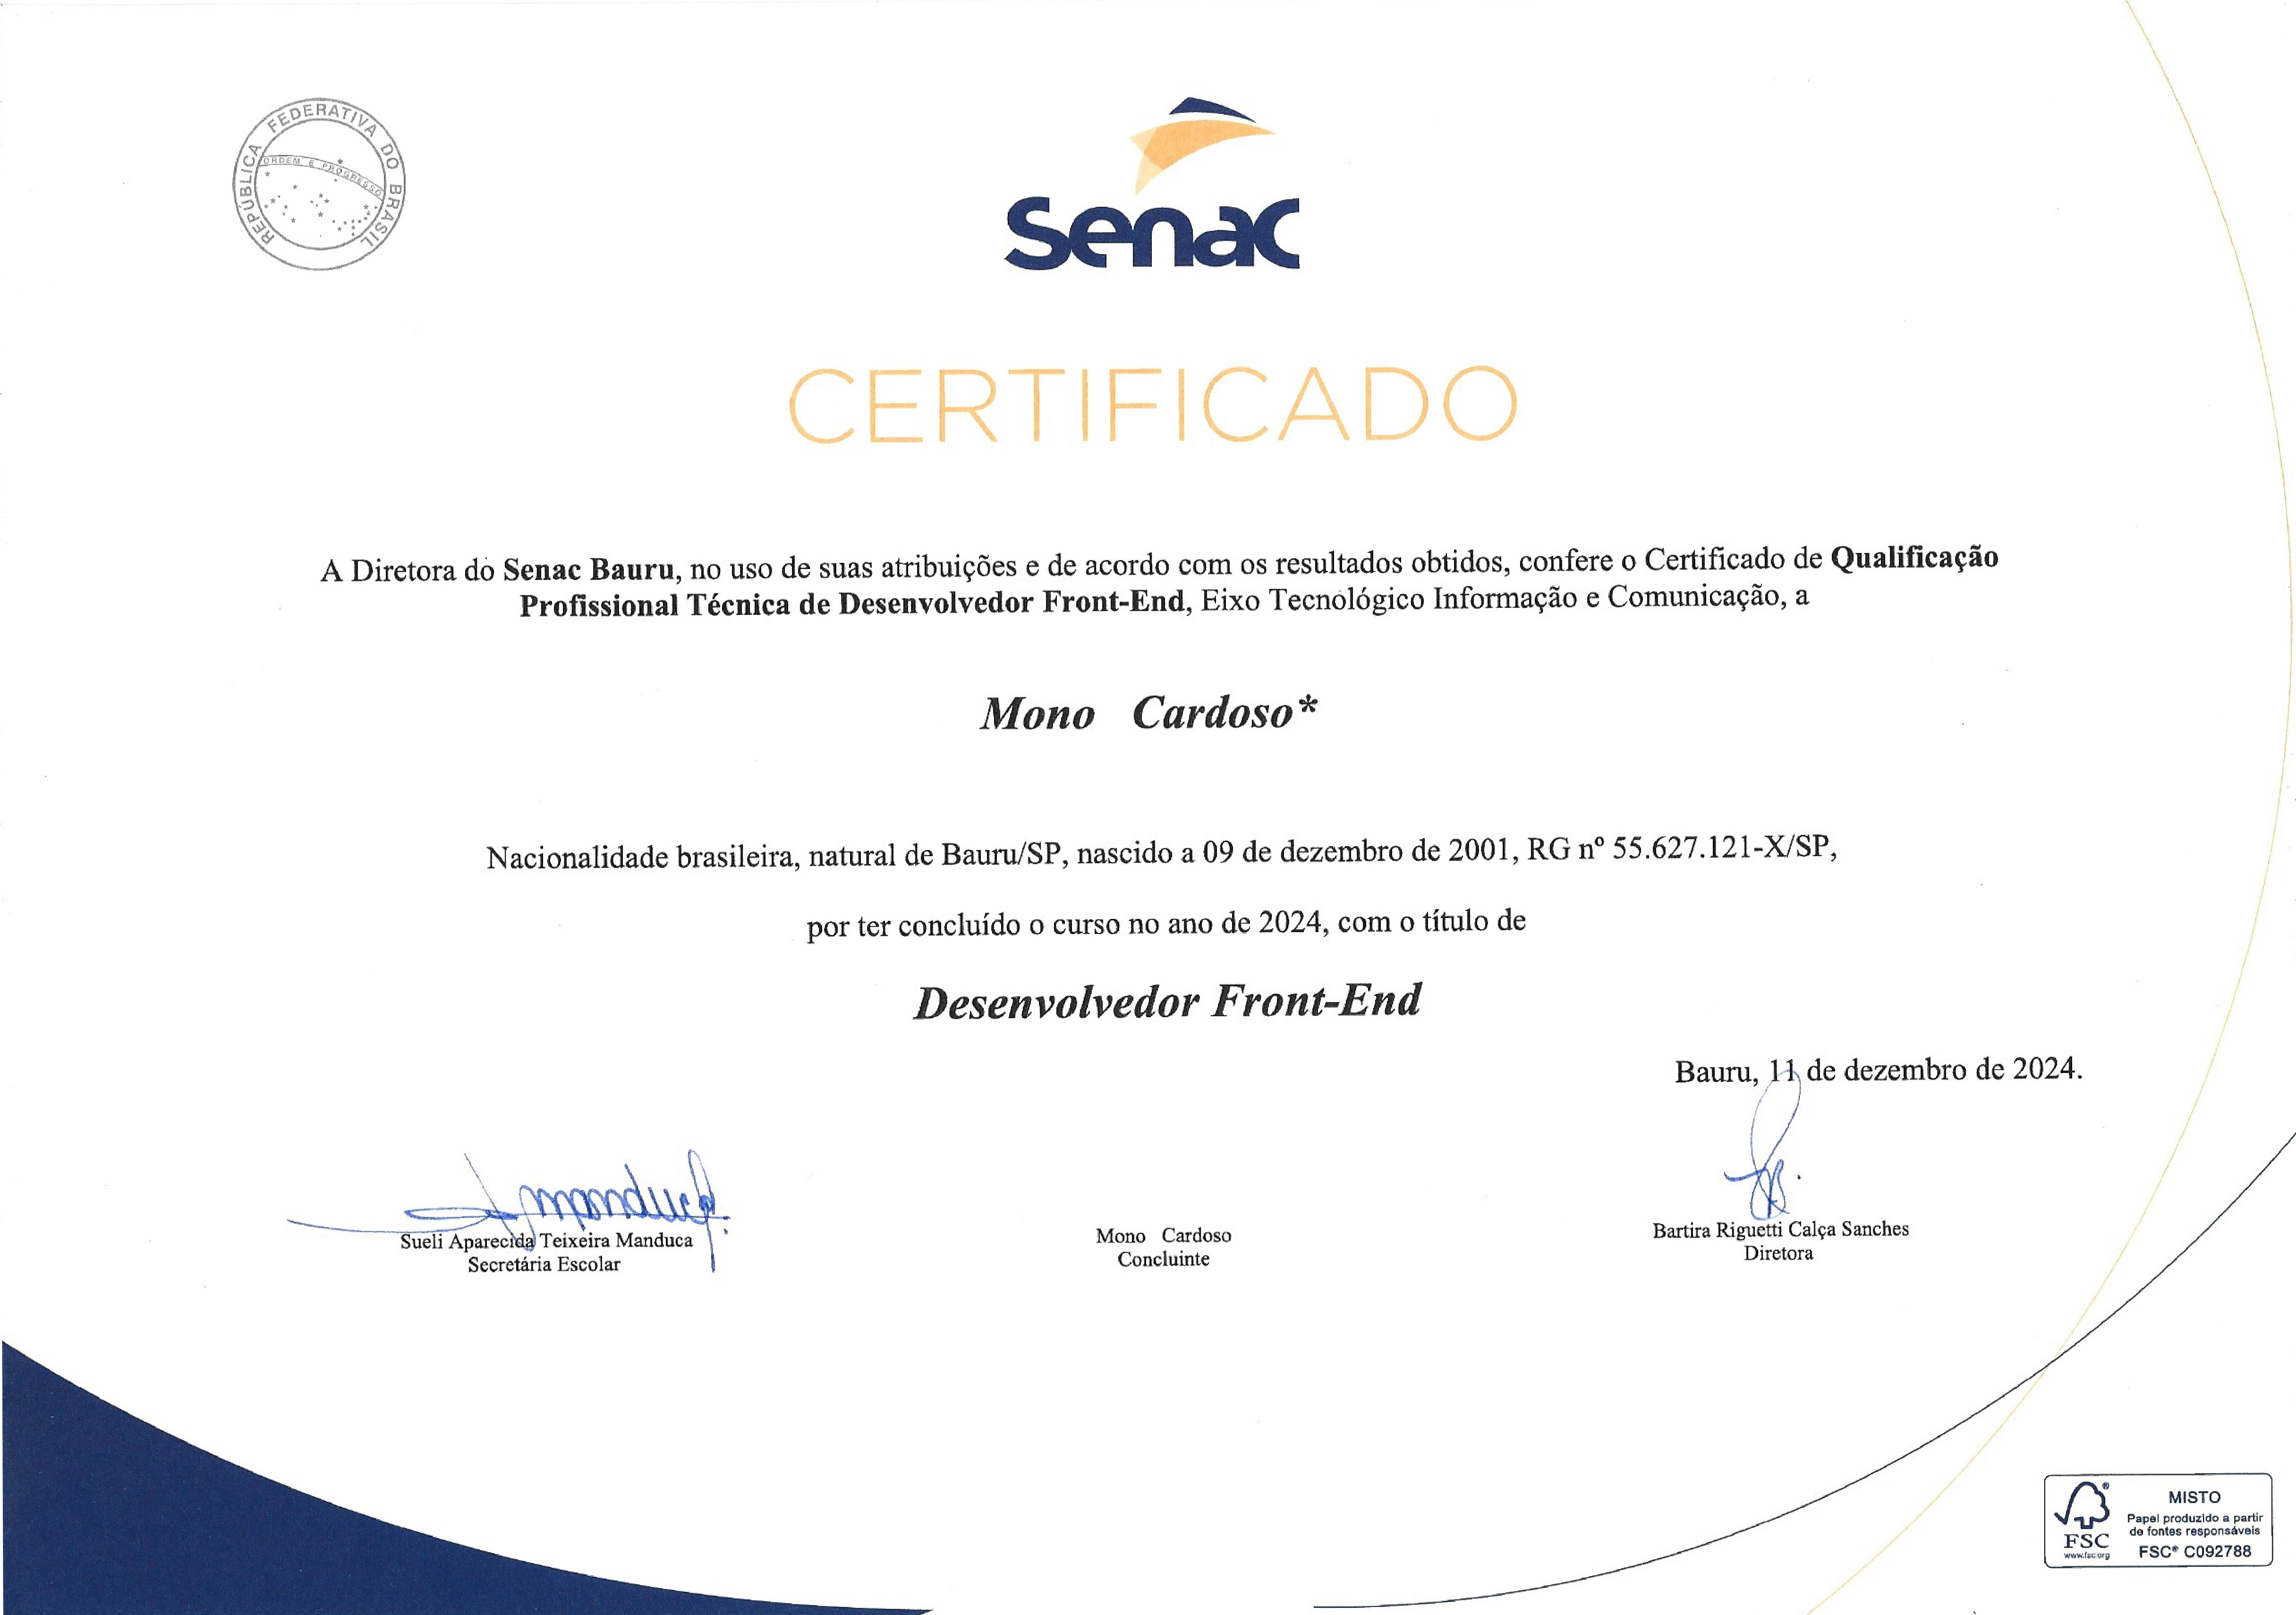 REPÚBLICA FEDERATIVA DO BRASIL
ORDEM E PROGRESSO
senac
CERTIFICADO
A Diretora do Senac Bauru, no uso de suas atribuições e de acordo com os resultados obtidos, confere o Certificado de Qualificação
Profissional Técnica de Desenvolvedor Front-End, Eixo Tecnológico Informação e Comunicação, a
Mono Cardoso*
Nacionalidade brasileira, natural de Bauru/SP, nascido a 09 de dezembro de 2001, RG nº 55.627.121-X/SP,
por ter concluído o curso no ano de 2024, com o título de
Desenvolvedor Front-End
Bauru, 11 de dezembro de 2024.
Sueli Aparecida Teixeira Manduca
Secretária Escolar
Mono Cardoso
Concluinte
Bartira Riguetti Calça Sanches
Diretora
FSC
www.fsc.org
MISTO
Papel produzido a partir
de fontes responsáveis
FSC® C092788